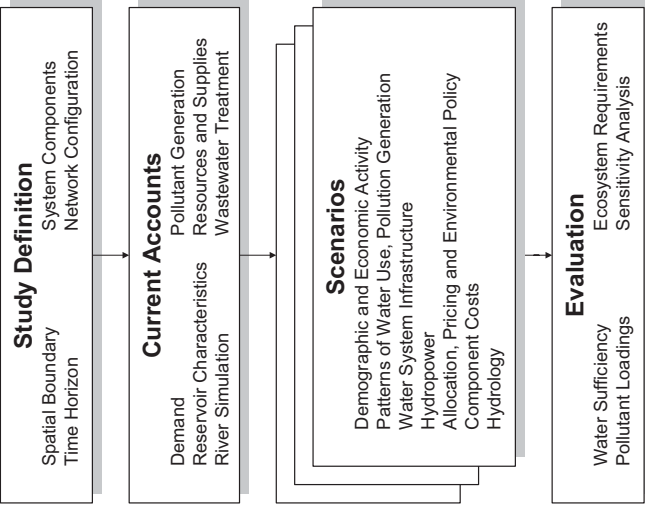 Study Definition
Spatial Boundary
Time Horizon
System Components
Network Configuration
Current Accounts
Demand
Reservoir Characteristics
River Simulation
Pollutant Generation
Resources and Supplies
Wastewater Treatment
Scenarios
Demographic and Economic Activity
Patterns of Water Use, Pollution Generation
Water System Infrastructure
Hydropower
Allocation, Pricing and Environmental Policy
Component Costs
Hydrology
Evaluation
Water Sufficiency
Pollutant Loadings
Ecosystem Requirements
Sensitivity Analysis